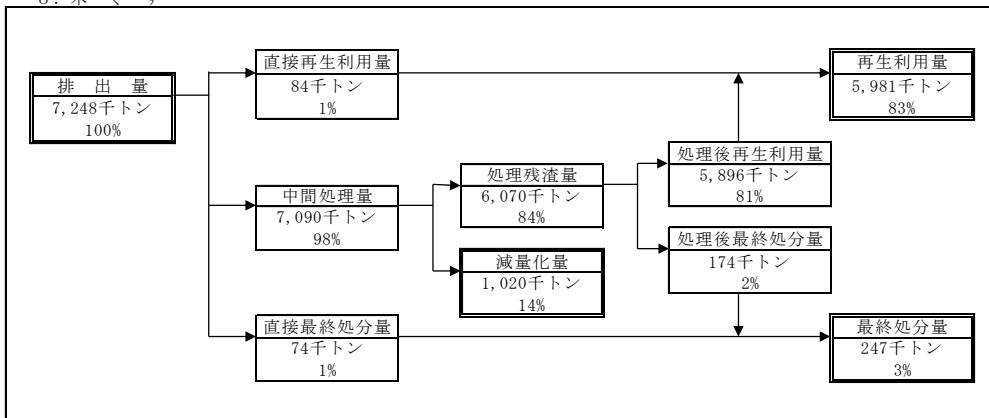 排出量
7,248千トン
100%
直接再生利用量
84千トン
1%
再生利用量
5,981千トン
83%
中間処理量
7,090千トン
98%
処理残渣量
6,070千トン
84%
処理後再生利用量
5,896千トン
81%
減量化量
1,020千トン
14%
処理後最終処分量
174千トン
2%
直接最終処分量
74千トン
1%
最終処分量
247千トン
3%